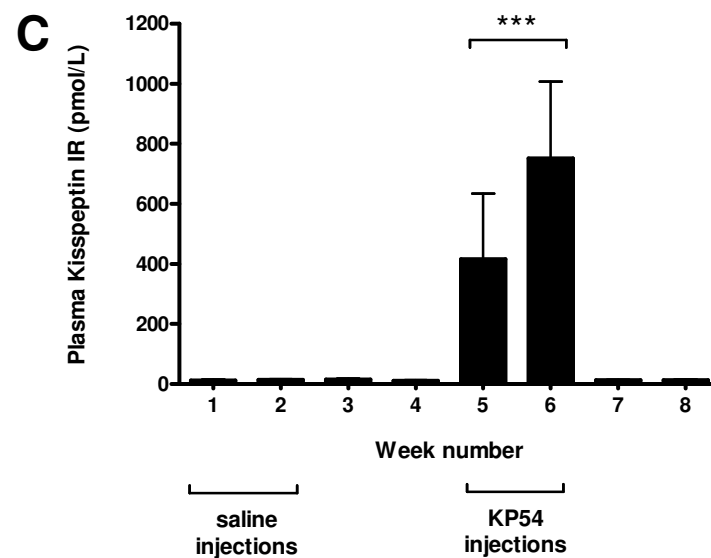 C
Plasma Kisspeptin IR (pmol/L)
1200
1000
800
600
400
200
0
***
1 2 3 4 5 6 7 8
Week number
saline
injections
KP54
injections